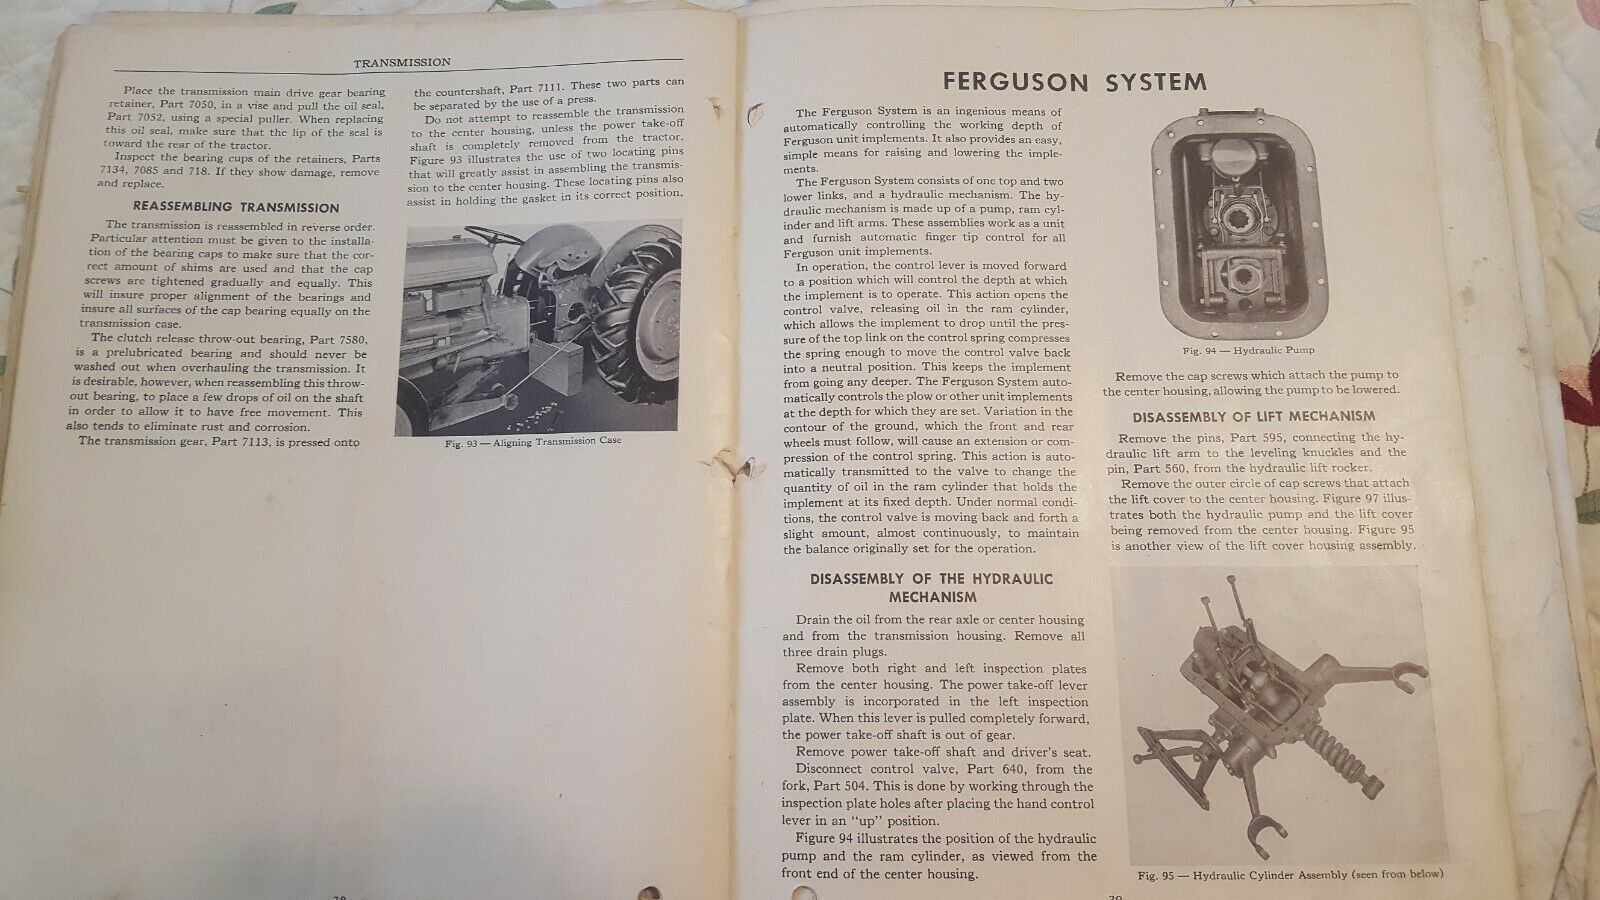 TRANSMISSION
Place the transmission main drive gear bearing
retainer, Part 7050, in a vise and pull the oil seal,
Part 7052, using a special puller. When replacing
this oil seal, make sure that the lip of the seal is
toward the rear of the tractor.
Inspect the bearing cups of the retainers, Parts
7134, 7085 and 718. If they show damage, remove
and replace.
REASSEMBLING TRANSMISSION
The transmission is reassembled in reverse order.
Particular attention must be given to the installa-
tion of the bearing caps to make sure that the cor-
rect amount of shims are used and that the cap
screws are tightened gradually and equally. This
will insure proper alignment of the bearings and
insure all surfaces of the cap bearing equally on the
transmission case.
The clutch release throw-out bearing, Part 7580,
is a prelubricated bearing and should never be
washed out when overhauling the transmission. It
is desirable, however, when reassembling this throw-
out bearing, to place a few drops of oil on the shaft
in order to allow it to have free movement. This
also tends to eliminate rust and corrosion.
The transmission gear, Part 7113, is pressed onto
the countershaft, Part 7111. These two parts can
be separated by the use of a press.
Do not attempt to reassemble the transmission
to the center housing, unless the power take-off
shaft is completely removed from the tractor.
Figure 93 illustrates the use of two locating pins
that will greatly assist in assembling the transmis-
sion to the center housing. These locating pins also
assist in holding the gasket in its correct position.
Fig. 93 — Aligning Transmission Case
FERGUSON SYSTEM
The Ferguson System is an ingenious means of
automatically controlling the working depth of
Ferguson unit implements. It also provides an easy,
simple means for raising and lowering the imple-
ments.
The Ferguson System consists of one top and two
lower links, and a hydraulic mechanism. The hy-
draulic mechanism is made up of a pump, ram cyl-
inder and lift arms. These assemblies work as a unit
and furnish automatic finger tip control for all
Ferguson unit implements.
In operation, the control lever is moved forward
to a position which will control the depth at which
the implement is to operate. This action opens the
control valve, releasing oil in the ram cylinder,
which allows the implement to drop until the pres-
sure of the top link on the control spring compresses
the spring enough to move the control valve back
into a neutral position. This keeps the implement
from going any deeper. The Ferguson System auto-
matically controls the plow or other unit implements
at the depth for which they are set. Variation in the
contour of the ground, which the front and rear
wheels must follow, will cause an extension or com-
pression of the control spring. This action is auto-
matically transmitted to the valve to change the
quantity of oil in the ram cylinder that holds the
implement at its fixed depth. Under normal condi-
tions, the control valve is moving back and forth a
slight amount, almost continuously, to maintain
the balance originally set for the operation.
DISASSEMBLY OF THE HYDRAULIC
MECHANISM
Drain the oil from the rear axle or center housing
and from the transmission housing. Remove all
three drain plugs.
Remove both right and left inspection plates
from the center housing. The power take-off lever
assembly is incorporated in the left inspection
plate. When this lever is pulled completely forward,
the power take-off shaft is out of gear.
Remove power take-off shaft and driver's seat.
Disconnect control valve, Part 640, from the
fork, Part 504. This is done by working through the
inspection plate holes after placing the hand control
lever in an "up" position.
Figure 94 illustrates the position of the hydraulic
pump and the ram cylinder, as viewed from the
front end of the center housing.
Fig. 94 — Hydraulic Pump
Remove the cap screws which attach the pump to
the center housing, allowing the pump to be lowered.
DISASSEMBLY OF LIFT MECHANISM
Remove the pins, Part 595, connecting the hy-
draulic lift arm to the leveling knuckles and the
pin, Part 560, from the hydraulic lift rocker.
Remove the outer circle of cap screws that attach
the lift cover to the center housing. Figure 97 illus-
trates both the hydraulic pump and the lift cover
being removed from the center housing. Figure 95
is another view of the lift cover housing assembly.
Fig. 95 — Hydraulic Cylinder Assembly (seen from below)